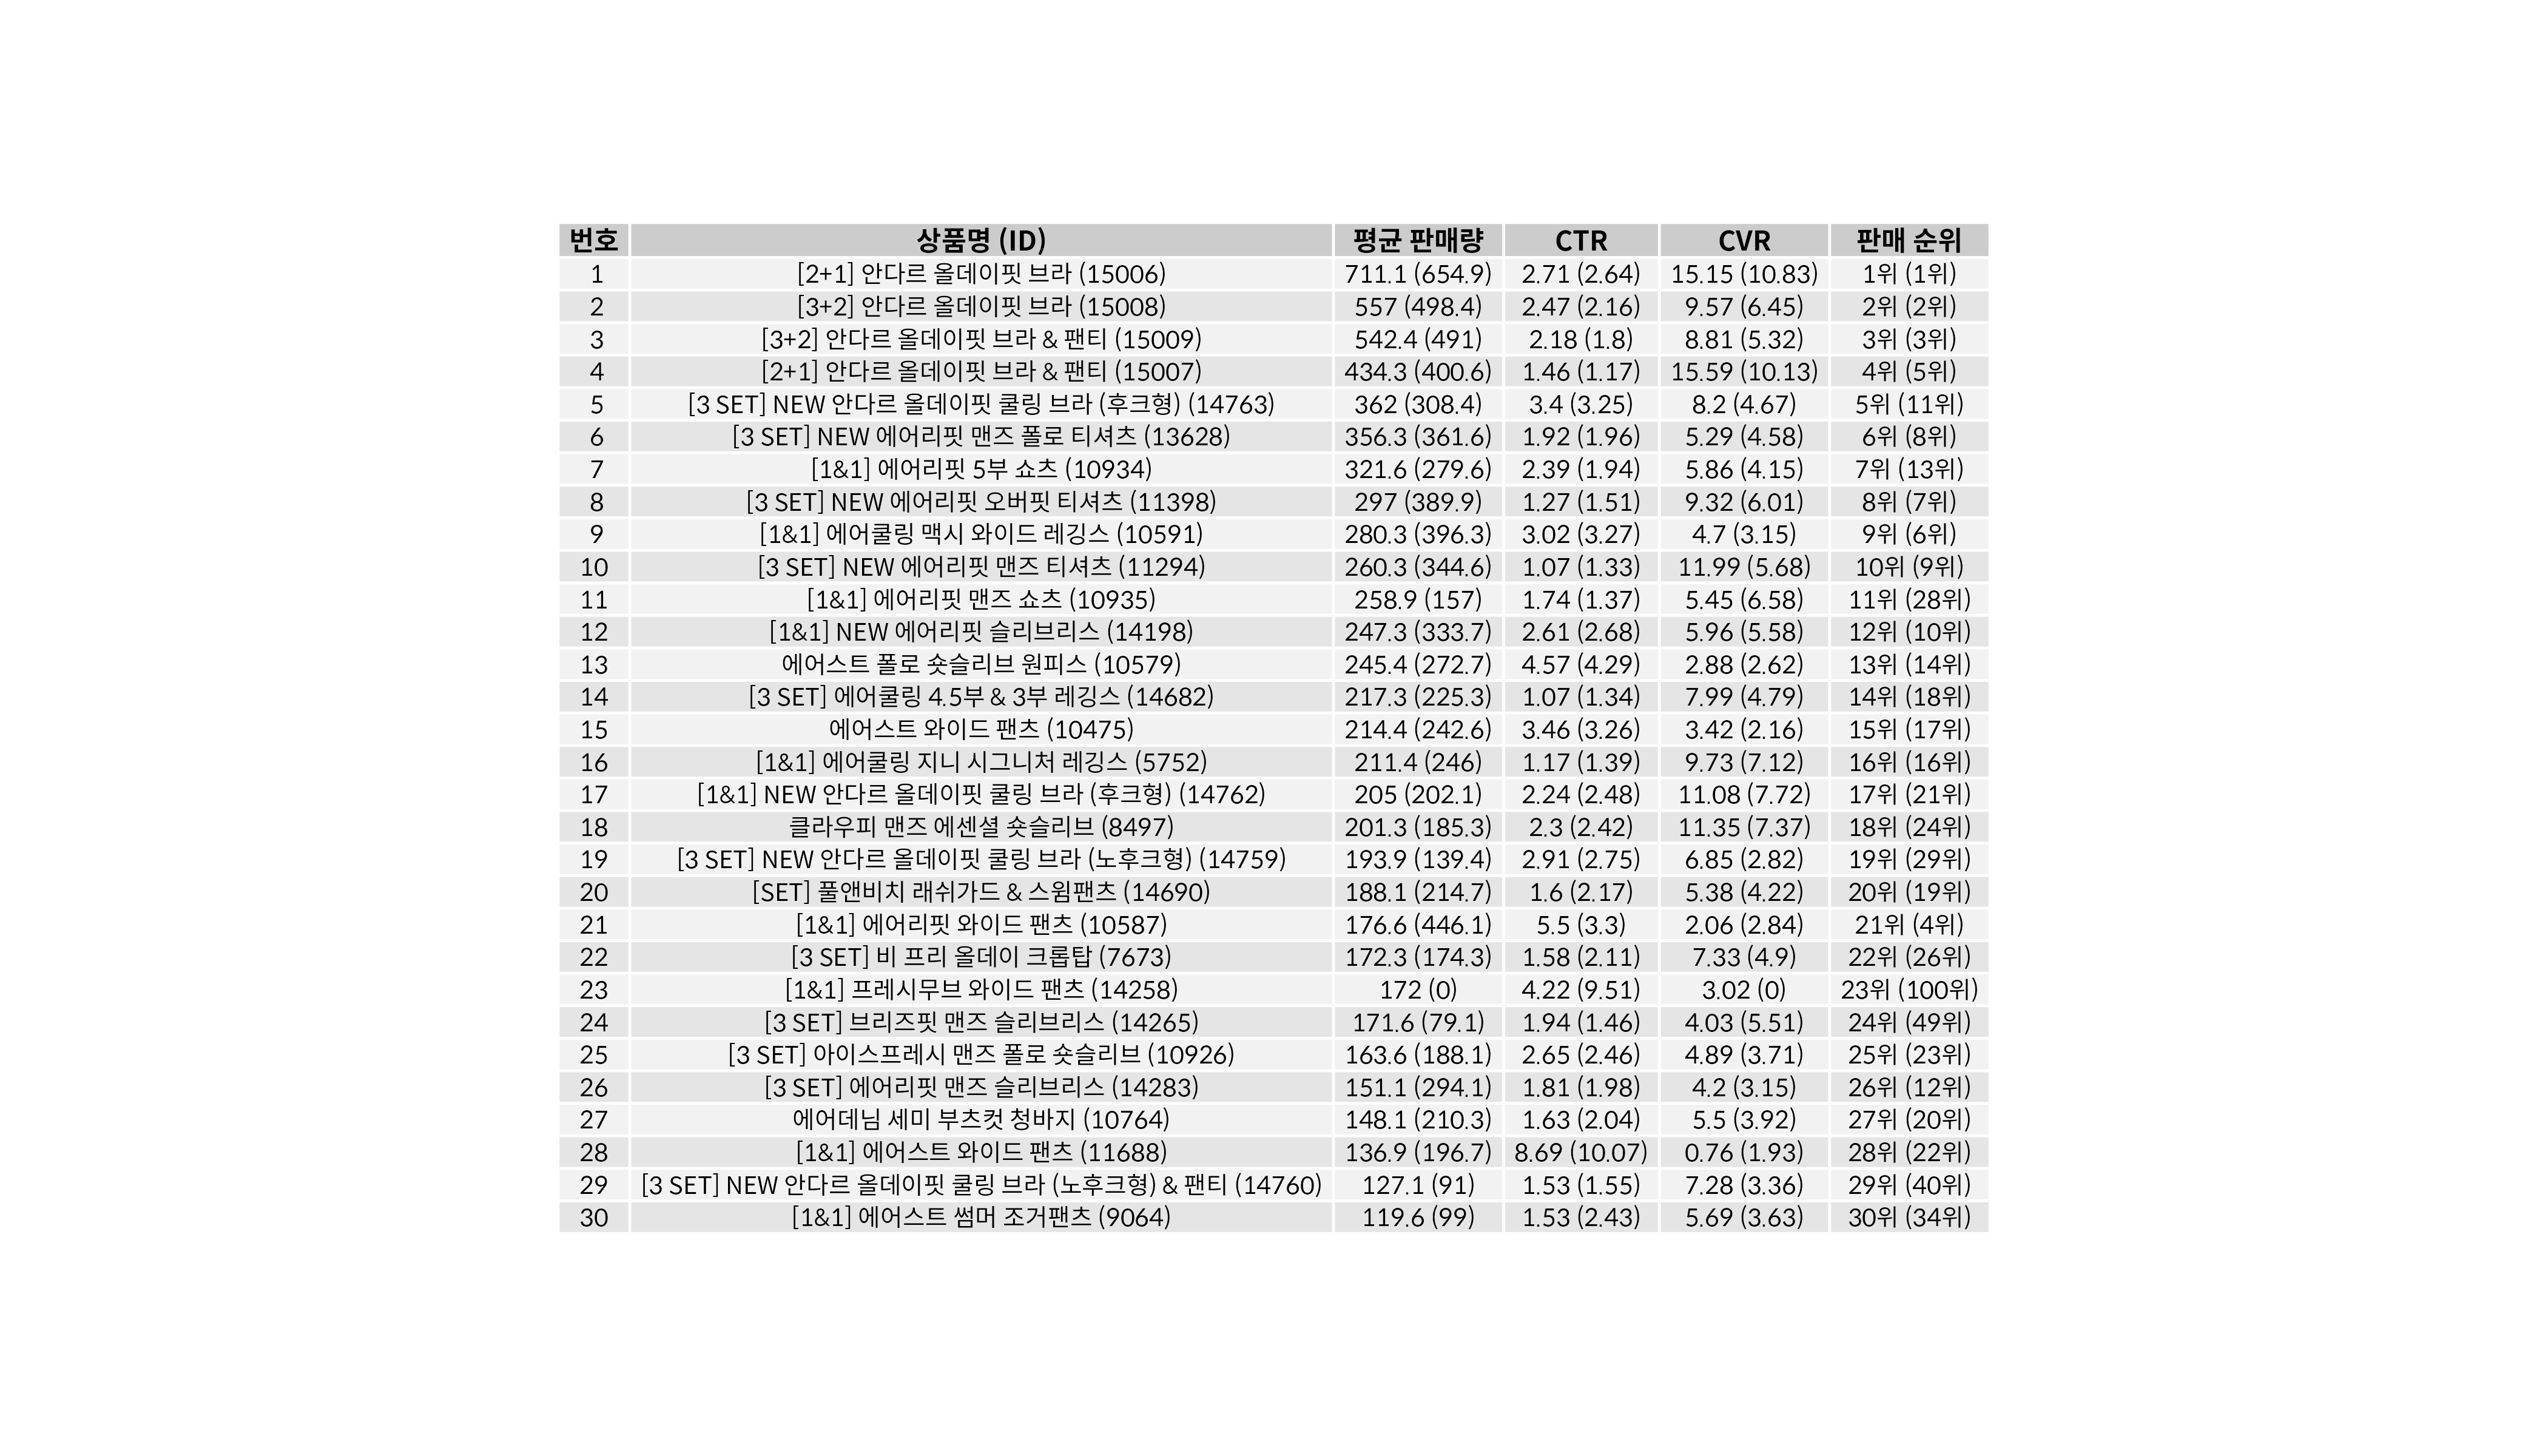 번호 상품명 (ID) 평균 판매량 CTR CVR 판매 순위
1 [2+1] 안다르 올데이핏 브라 (15006) 711.1 (654.9) 2.71 (2.64) 15.15 (10.83) 1위 (1위)
2 [3+2] 안다르 올데이핏 브라 (15008) 557 (498.4) 2.47 (2.16) 9.57 (6.45) 2위 (2위)
3 [3+2] 안다르 올데이핏 브라 & 팬티 (15009) 542.4 (491) 2.18 (1.8) 8.81 (5.32) 3위 (3위)
4 [2+1] 안다르 올데이핏 브라 & 팬티 (15007) 434.3 (400.6) 1.46 (1.17) 15.59 (10.13) 4위 (5위)
5 [3 SET] NEW 안다르 올데이핏 쿨링 브라 (후크형) (14763) 362 (308.4) 3.4 (3.25) 8.2 (4.67) 5위 (11위)
6 [3 SET] NEW 에어리핏 맨즈 폴로 티셔츠 (13628) 356.3 (361.6) 1.92 (1.96) 5.29 (4.58) 6위 (8위)
7 [1&1] 에어리핏 5부 쇼츠 (10934) 321.6 (279.6) 2.39 (1.94) 5.86 (4.15) 7위 (13위)
8 [3 SET] NEW 에어리핏 오버핏 티셔츠 (11398) 297 (389.9) 1.27 (1.51) 9.32 (6.01) 8위 (7위)
9 [1&1] 에어쿨링 맥시 와이드 레깅스 (10591) 280.3 (396.3) 3.02 (3.27) 4.7 (3.15) 9위 (6위)
10 [3 SET] NEW 에어리핏 맨즈 티셔츠 (11294) 260.3 (344.6) 1.07 (1.33) 11.99 (5.68) 10위 (9위)
11 [1&1] 에어리핏 맨즈 쇼츠 (10935) 258.9 (157) 1.74 (1.37) 5.45 (6.58) 11위 (28위)
12 [1&1] NEW 에어리핏 슬리브리스 (14198) 247.3 (333.7) 2.61 (2.68) 5.96 (5.58) 12위 (10위)
13 에어스트 폴로 숏슬리브 원피스 (10579) 245.4 (272.7) 4.57 (4.29) 2.88 (2.62) 13위 (14위)
14 [3 SET] 에어쿨링 4.5부 & 3부 레깅스 (14682) 217.3 (225.3) 1.07 (1.34) 7.99 (4.79) 14위 (18위)
15 에어스트 와이드 팬츠 (10475) 214.4 (242.6) 3.46 (3.26) 3.42 (2.16) 15위 (17위)
16 [1&1] 에어쿨링 지니 시그니처 레깅스 (5752) 211.4 (246) 1.17 (1.39) 9.73 (7.12) 16위 (16위)
17 [1&1] NEW 안다르 올데이핏 쿨링 브라 (후크형) (14762) 205 (202.1) 2.24 (2.48) 11.08 (7.72) 17위 (21위)
18 클라우피 맨즈 에센셜 숏슬리브 (8497) 201.3 (185.3) 2.3 (2.42) 11.35 (7.37) 18위 (24위)
19 [3 SET] NEW 안다르 올데이핏 쿨링 브라 (노후크형) (14759) 193.9 (139.4) 2.91 (2.75) 6.85 (2.82) 19위 (29위)
20 [SET] 풀앤비치 래쉬가드 & 스윔팬츠 (14690) 188.1 (214.7) 1.6 (2.17) 5.38 (4.22) 20위 (19위)
21 [1&1] 에어리핏 와이드 팬츠 (10587) 176.6 (446.1) 5.5 (3.3) 2.06 (2.84) 21위 (4위)
22 [3 SET] 비 프리 올데이 크롭탑 (7673) 172.3 (174.3) 1.58 (2.11) 7.33 (4.9) 22위 (26위)
23 [1&1] 프레시무브 와이드 팬츠 (14258) 172 (0) 4.22 (9.51) 3.02 (0) 23위 (100위)
24 [3 SET] 브리즈핏 맨즈 슬리브리스 (14265) 171.6 (79.1) 1.94 (1.46) 4.03 (5.51) 24위 (49위)
25 [3 SET] 아이스프레시 맨즈 폴로 숏슬리브 (10926) 163.6 (188.1) 2.65 (2.46) 4.89 (3.71) 25위 (23위)
26 [3 SET] 에어리핏 맨즈 슬리브리스 (14283) 151.1 (294.1) 1.81 (1.98) 4.2 (3.15) 26위 (12위)
27 에어데님 세미 부츠컷 청바지 (10764) 148.1 (210.3) 1.63 (2.04) 5.5 (3.92) 27위 (20위)
28 [1&1] 에어스트 와이드 팬츠 (11688) 136.9 (196.7) 8.69 (10.07) 0.76 (1.93) 28위 (22위)
29 [3 SET] NEW 안다르 올데이핏 쿨링 브라 (노후크형) & 팬티 (14760) 127.1 (91) 1.53 (1.55) 7.28 (3.36) 29위 (40위)
30 [1&1] 에어스트 썸머 조거팬츠 (9064) 119.6 (99) 1.53 (2.43) 5.69 (3.63) 30위 (34위)